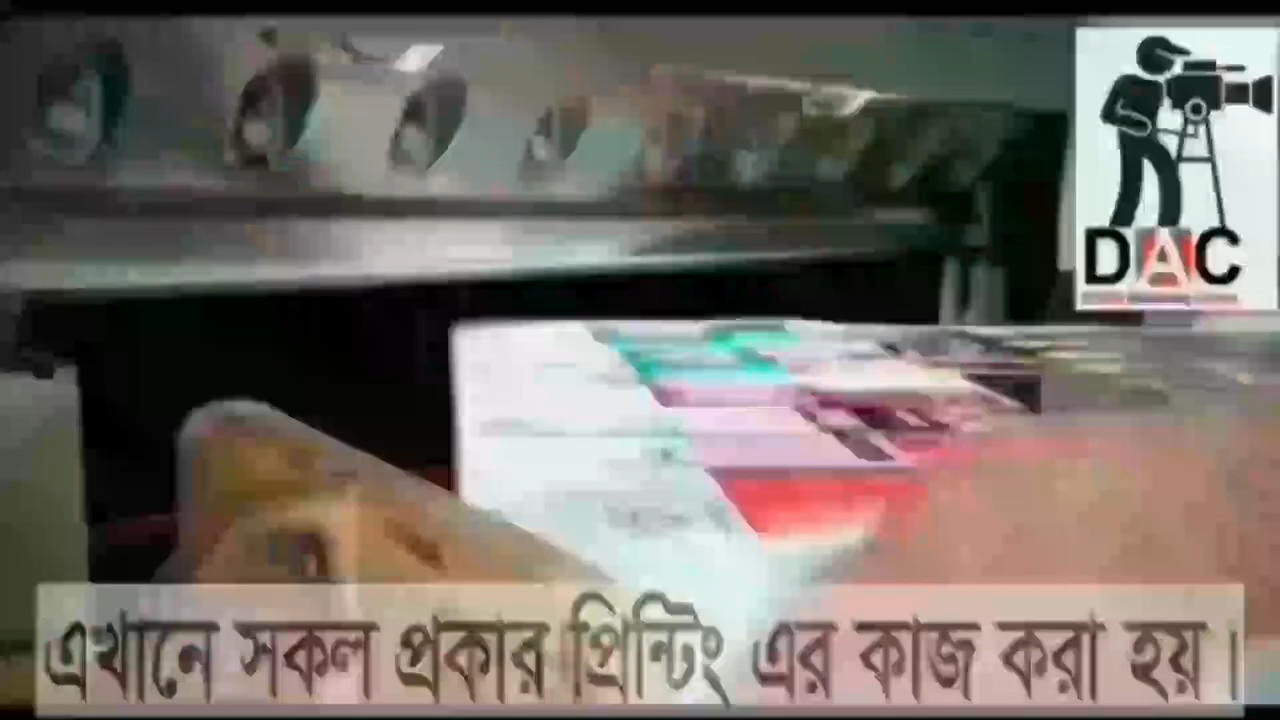 DAC
এখানে সকল প্রকার প্রিন্টিং এর কাজ করা হয়।